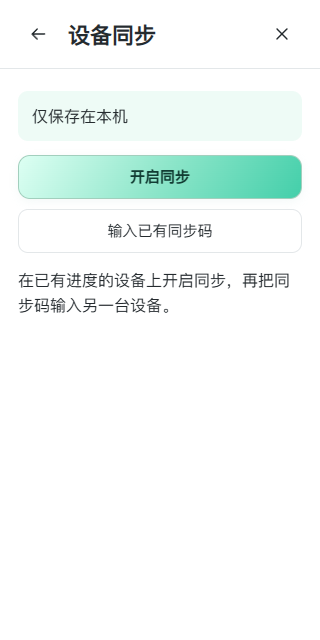 设备同步
仅保存在本机
开启同步
输入已有同步码
在已有进度的设备上开启同步，再把同
步码输入另一台设备。